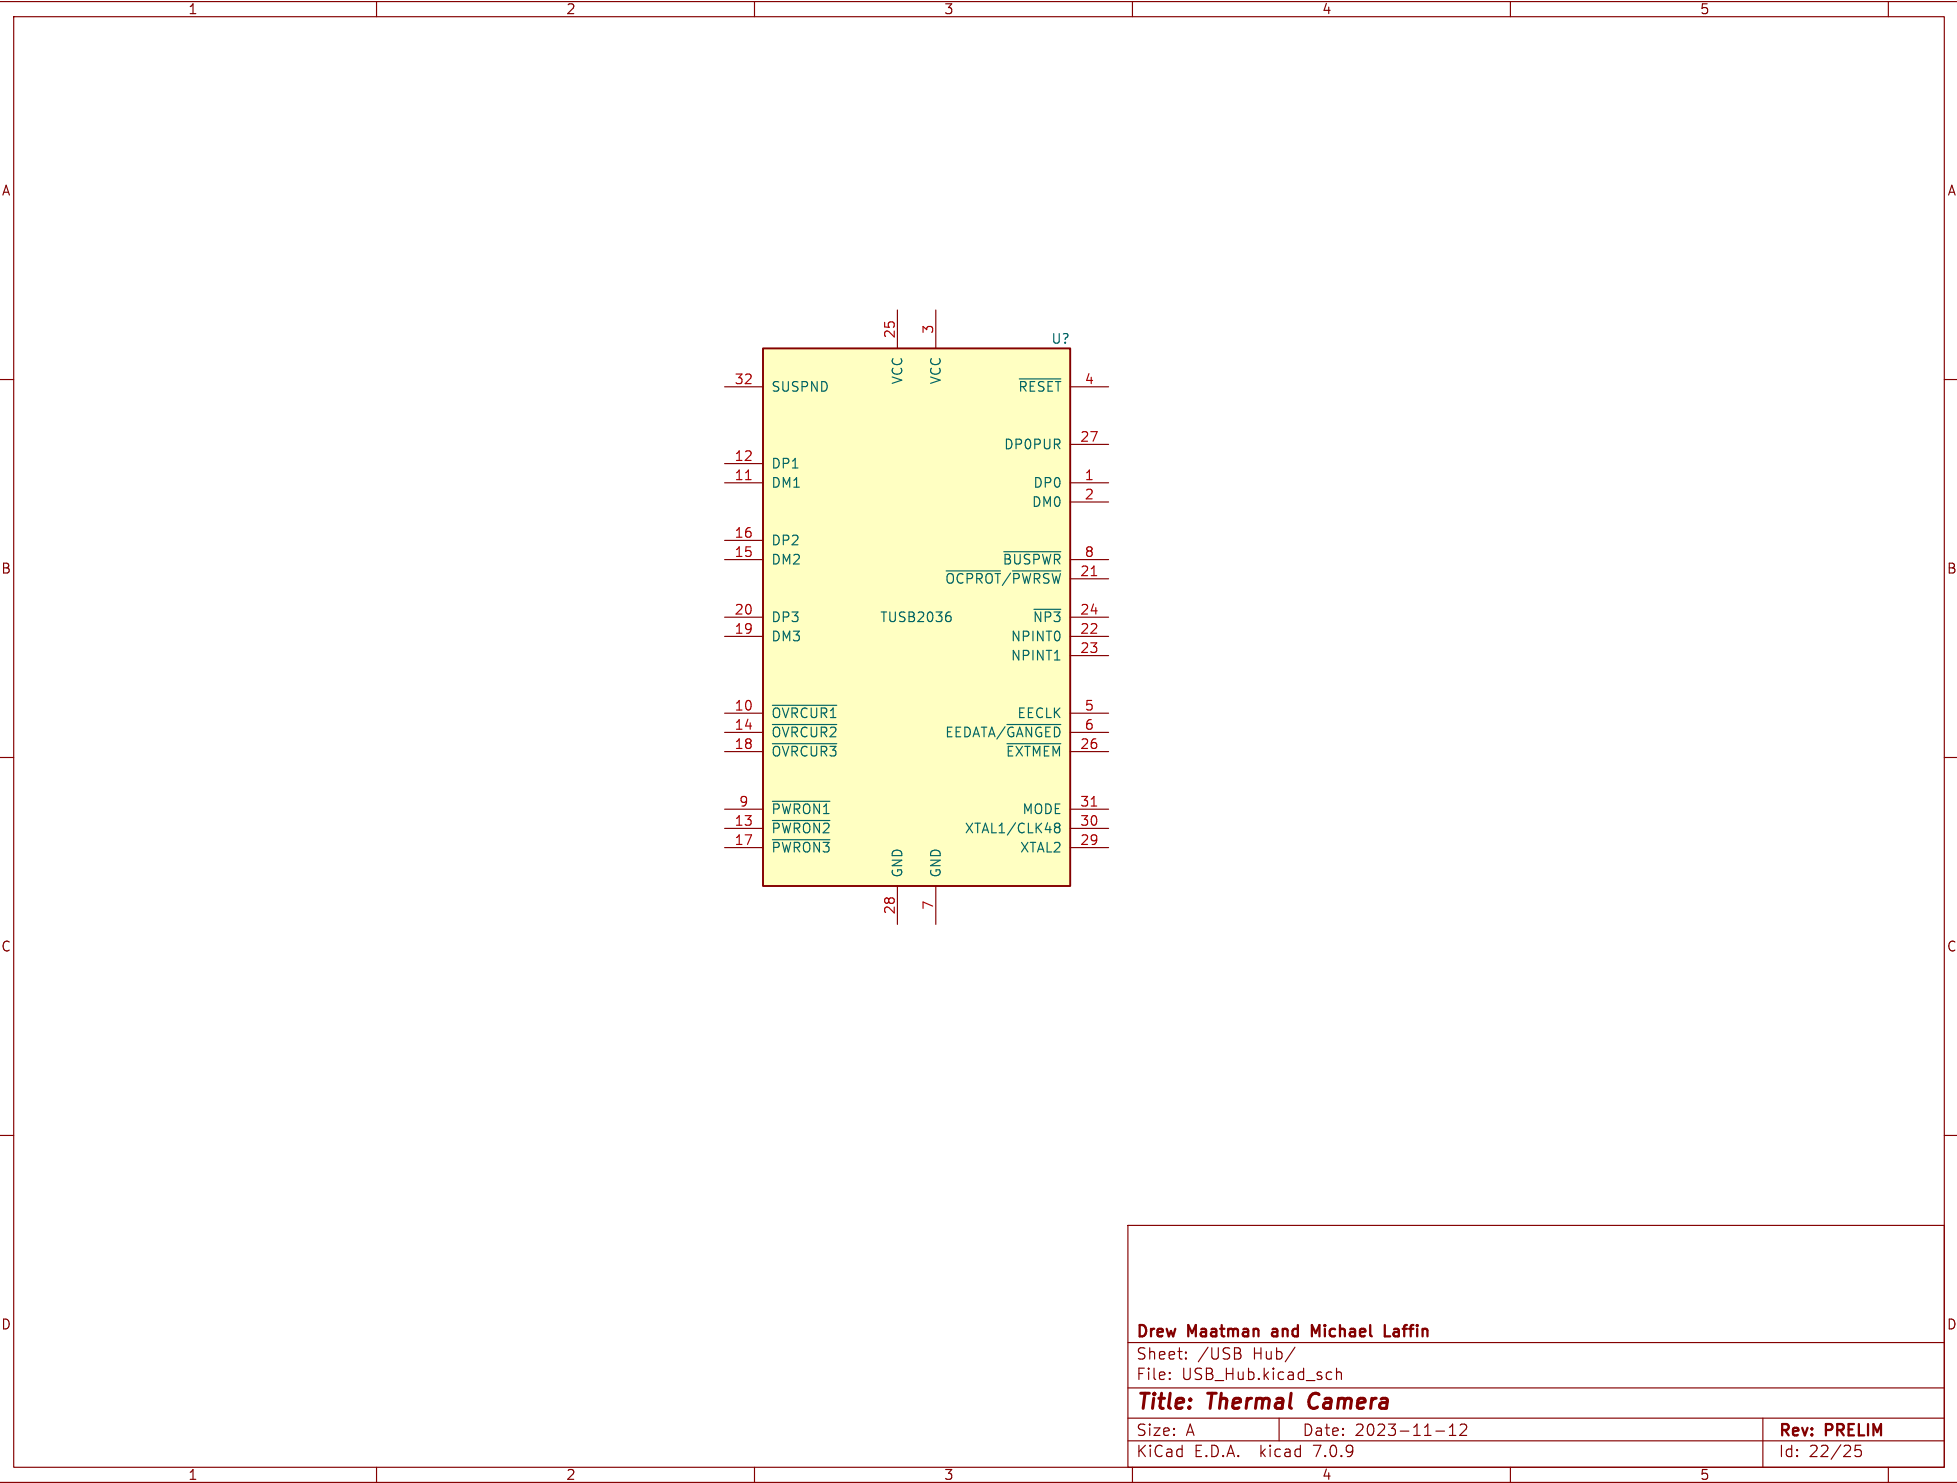 1 2 3 4 5
A A
B B
C C
D D
25 3
U?
VCC VCC
32 SUSPND RESET 4
DP0PUR 27
12 DP1
11 DM1 DP0 1
DM0 2
16 DP2
15 DM2 BUSPWR 8
OCPROT/PWRSW 21
20 DP3 TUSB2036 NP3 24
19 DM3 NPINT0 22
NPINT1 23
10 OVRCUR1 EECLK 5
14 OVRCUR2 EEDATA/GANGED 6
18 OVRCUR3 EXTMEM 26
9 PWRON1 MODE 31
13 PWRON2 XTAL1/CLK48 30
17 PWRON3 XTAL2 29
GND GND
28 7
Drew Maatman and Michael Laffin
Sheet: /USB Hub/
File: USB_Hub.kicad_sch
Title: Thermal Camera
Size: A Date: 2023-11-12 Rev: PRELIM
KiCad E.D.A. kicad 7.0.9 Id: 22/25
1 2 3 4 5